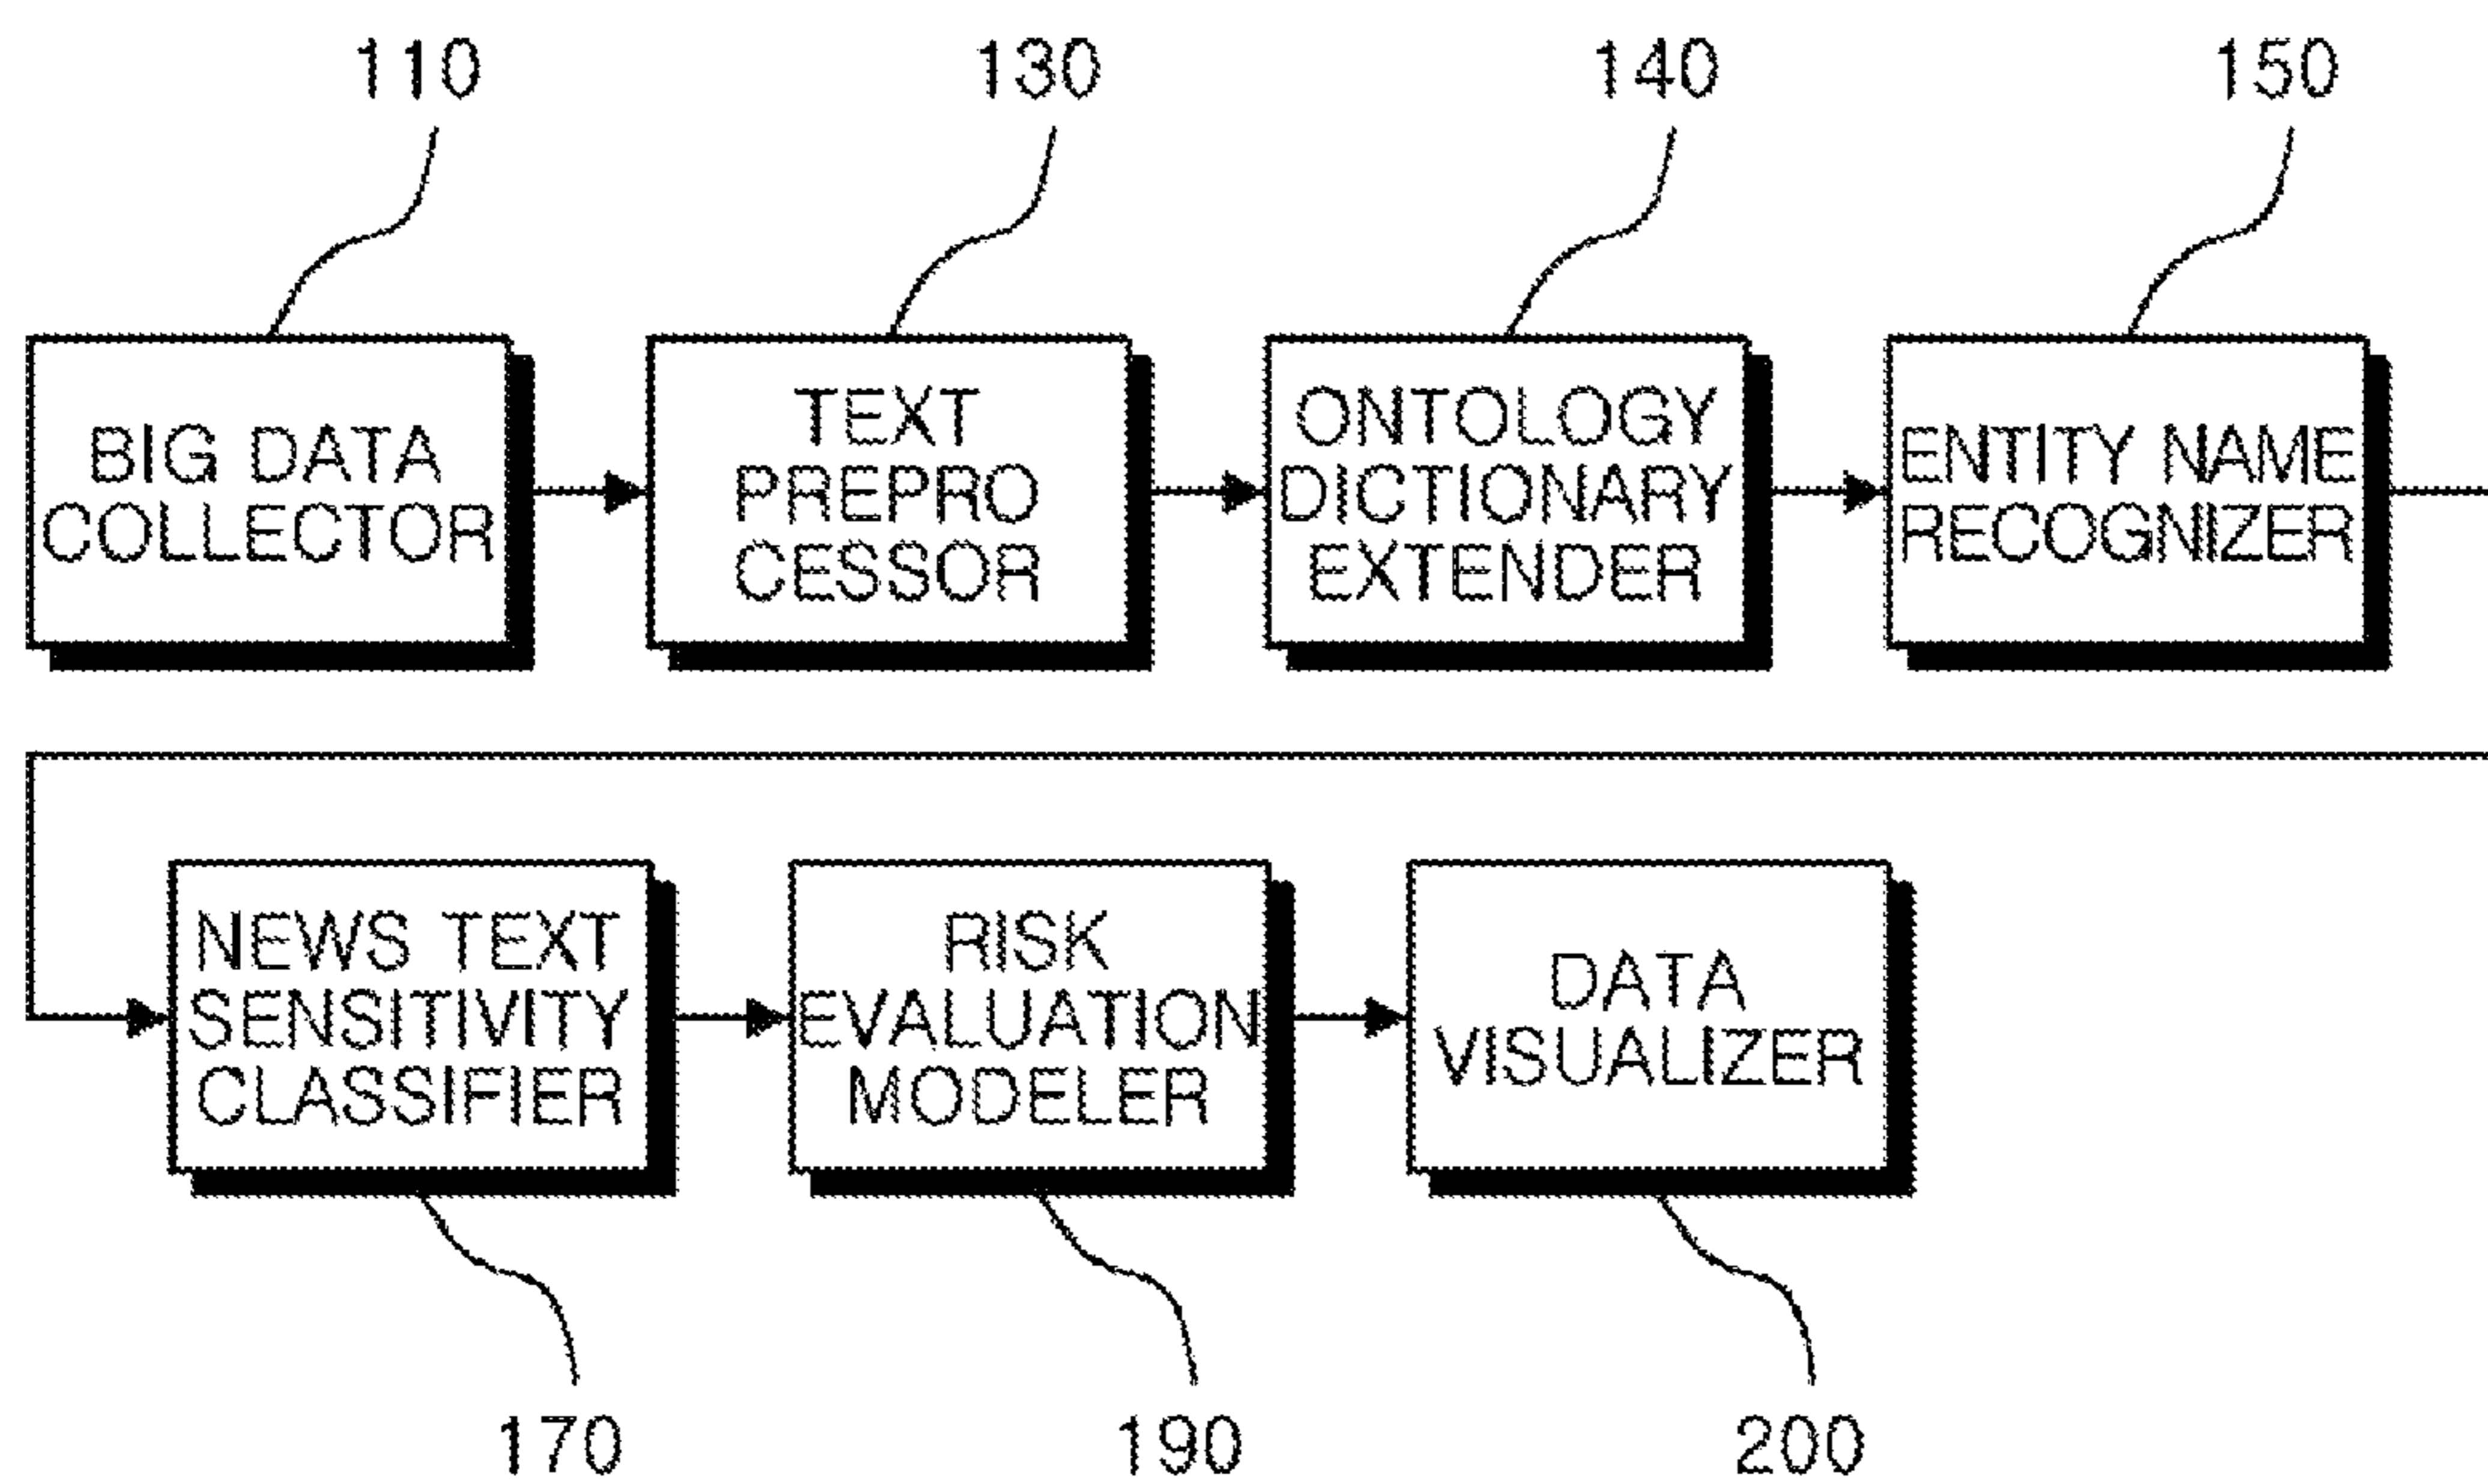 110
130
140
150
BIG DATA
COLLECTOR
TEXT
PREPRO
CESSOR
ONTOLOGY
DICTIONARY
EXTENDER
ENTITY NAME
RECOGNIZER
NEWS TEXT
SENSITIVITY
CLASSIFIER
RISK
EVALUATION
MODELER
DATA
VISUALIZER
170
190
200